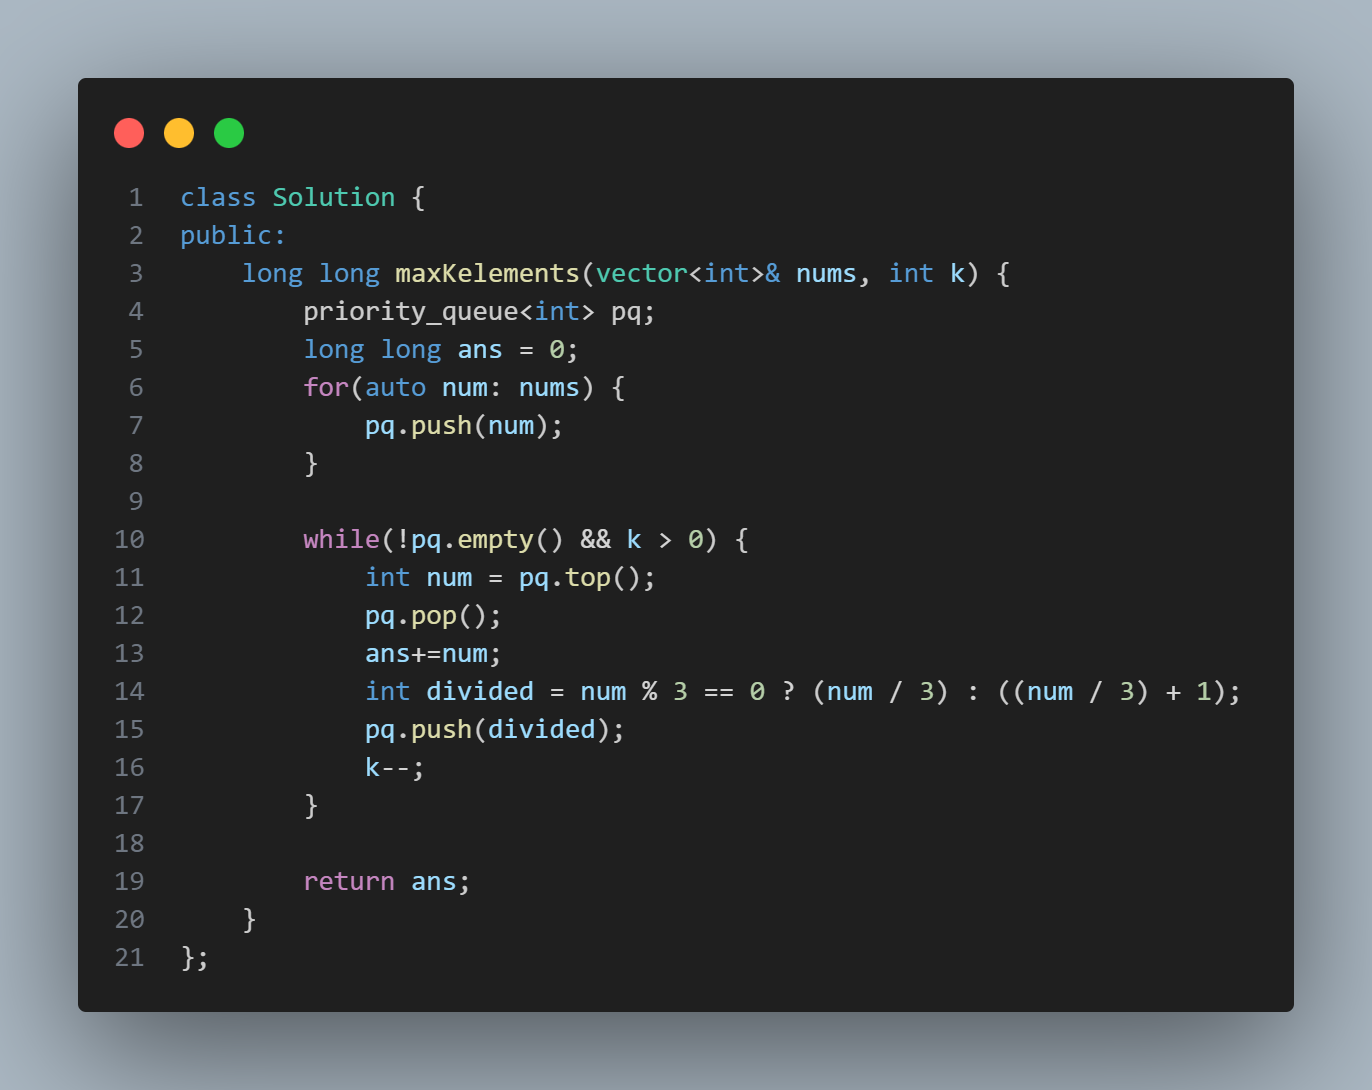 1 class Solution {
2 public:
3     long long maxKelements(vector<int>& nums, int k) {
4         priority_queue<int> pq;
5         long long ans = 0;
6         for(auto num: nums) {
7             pq.push(num);
8         }
9
10         while(!pq.empty() && k > 0) {
11             int num = pq.top();
12             pq.pop();
13             ans+=num;
14             int divided = num % 3 == 0 ? (num / 3) : ((num / 3) + 1);
15             pq.push(divided);
16             k--;
17         }
18
19         return ans;
20     }
21 };